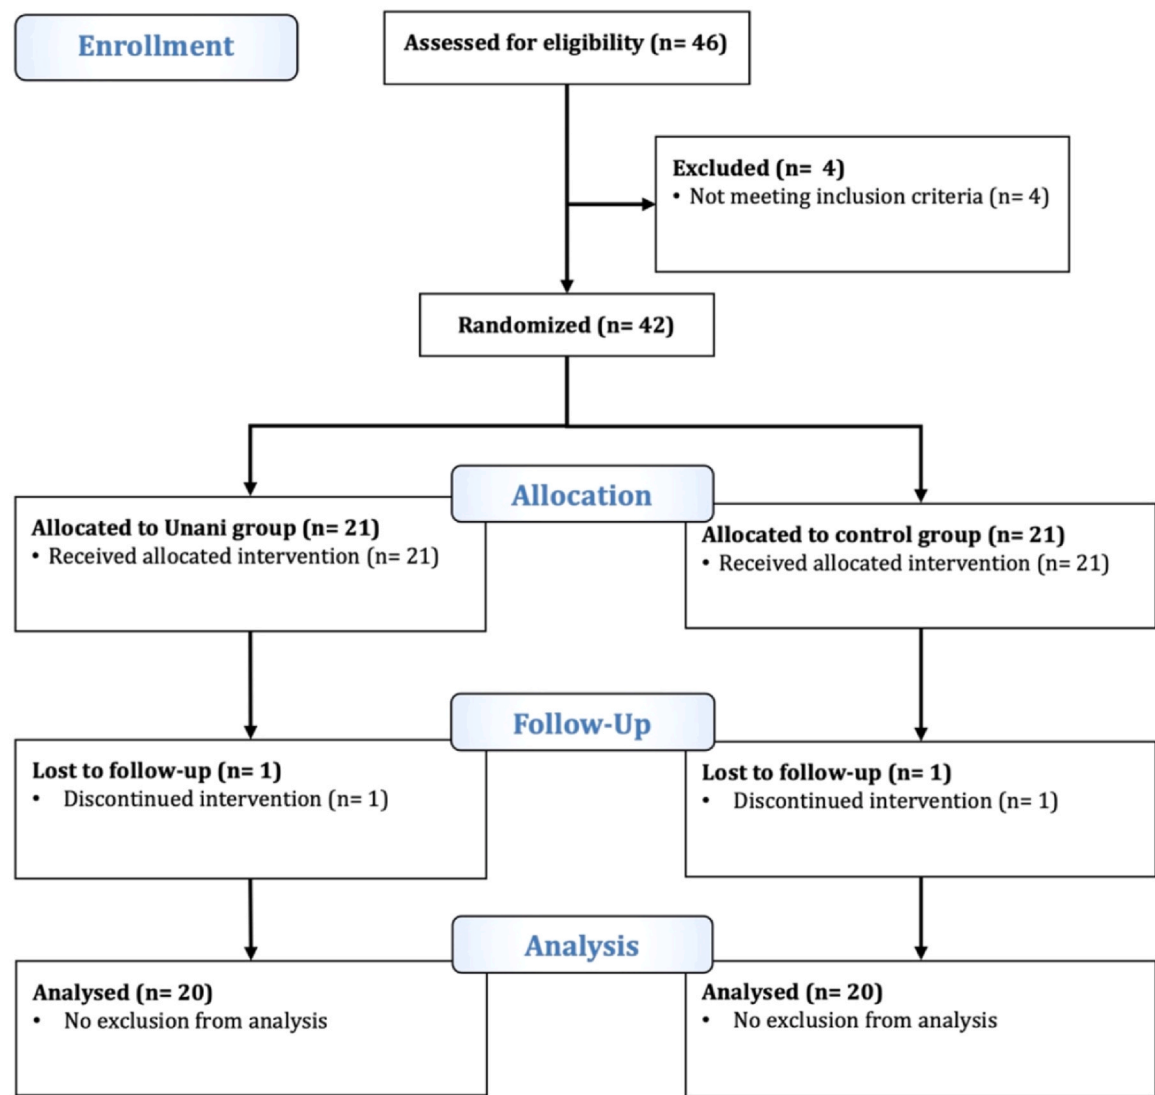 Enrollment
Assessed for eligibility (n= 46)
Excluded (n= 4)
• Not meeting inclusion criteria (n= 4)
Randomized (n= 42)
Allocation
Allocated to Unani group (n= 21)
• Received allocated intervention (n= 21)
Allocated to control group (n= 21)
• Received allocated intervention (n= 21)
Follow-Up
Lost to follow-up (n= 1)
• Discontinued intervention (n= 1)
Lost to follow-up (n= 1)
• Discontinued intervention (n= 1)
Analysis
Analysed (n= 20)
• No exclusion from analysis
Analysed (n= 20)
• No exclusion from analysis